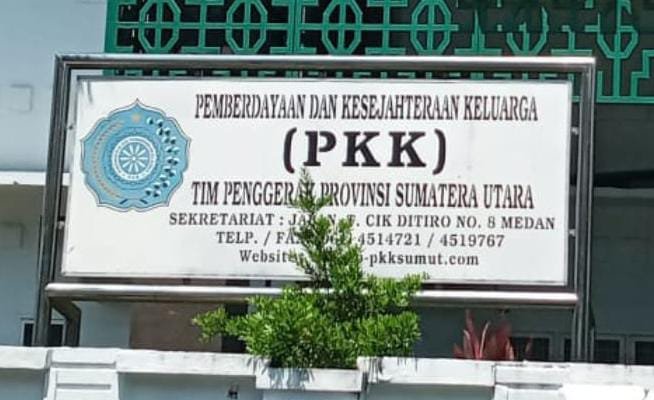 PEMBERDAYAAN DAN KESEJAHTERAAN KELUARGA
(PKK)
TIM PENGGERAK PROVINSI SUMATERA UTARA
SEKRETARIAT : CIK DITIRO NO. 8 MEDAN
TELP. / 4514721 / 4519767
-pkksumut.com